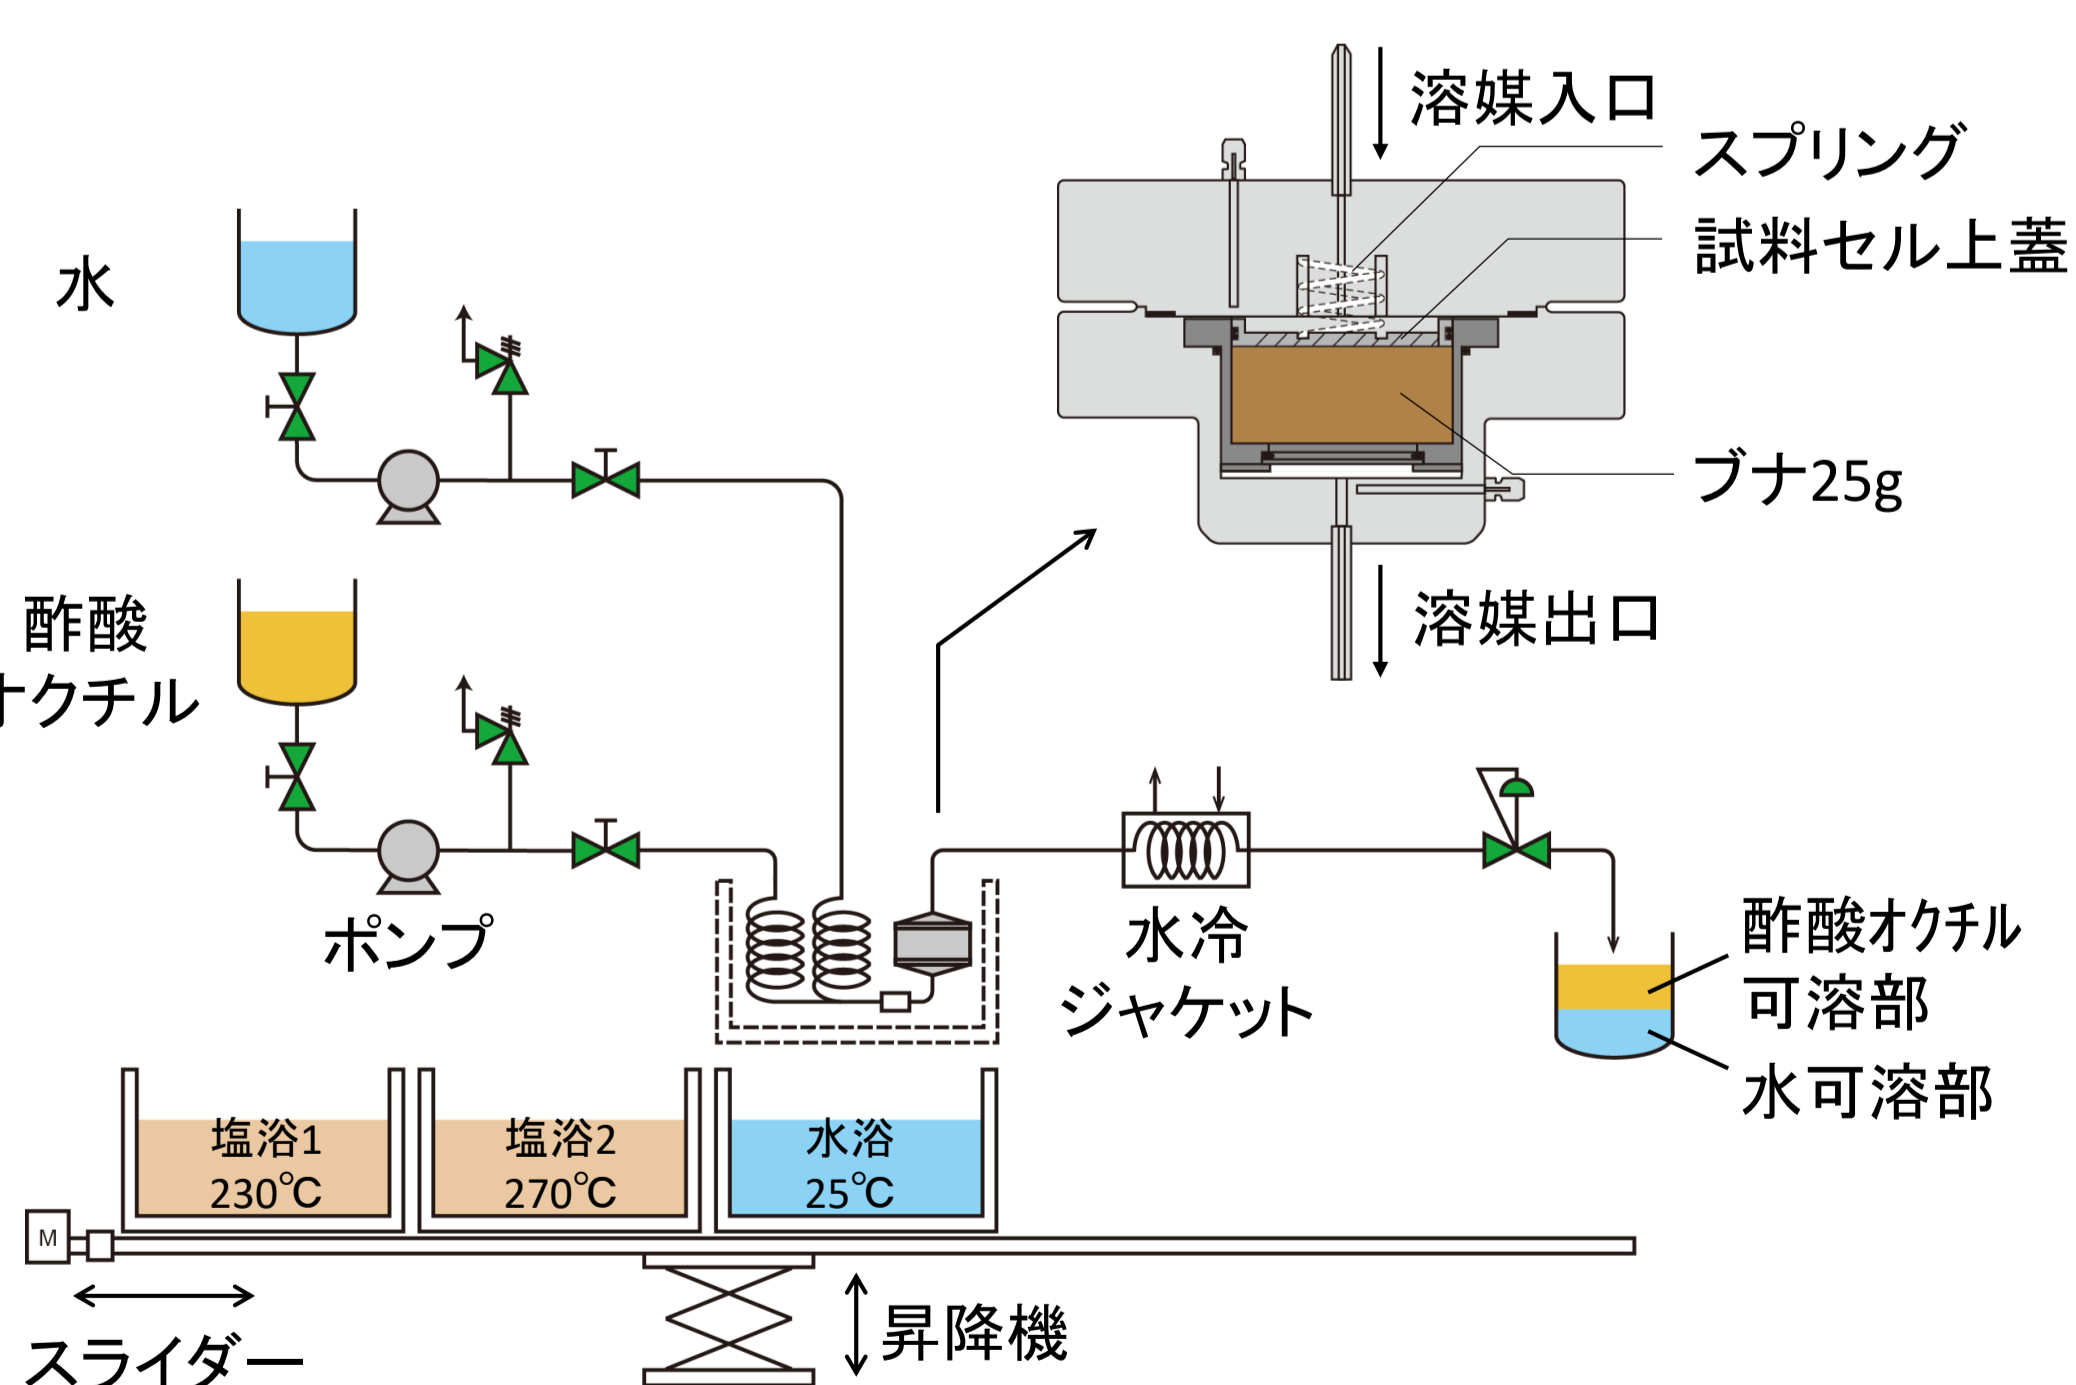 溶媒入口
スプリング
試料セル上蓋
水
ブナ25g
酢酸
オクチル
溶媒出口
ポンプ
水冷
ジャケット
酢酸オクチル
可溶部
水可溶部
塩浴1
230℃
塩浴2
270℃
水浴
25℃
M
スライダー
昇降機